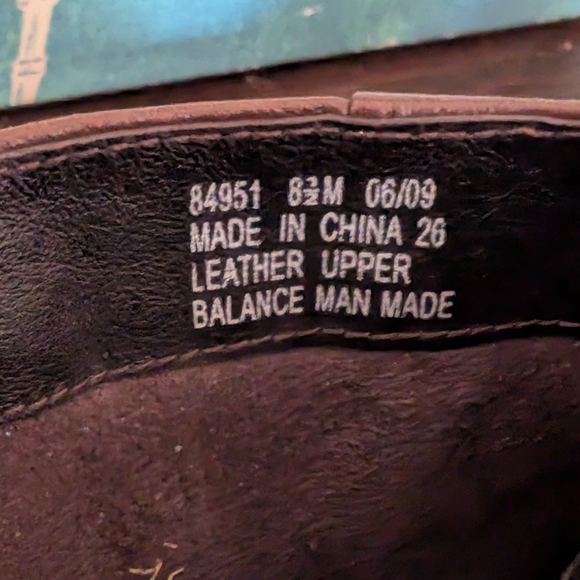 84951 8½M 06/09
MADE IN CHINA 26
LEATHER UPPER
BALANCE MAN MADE